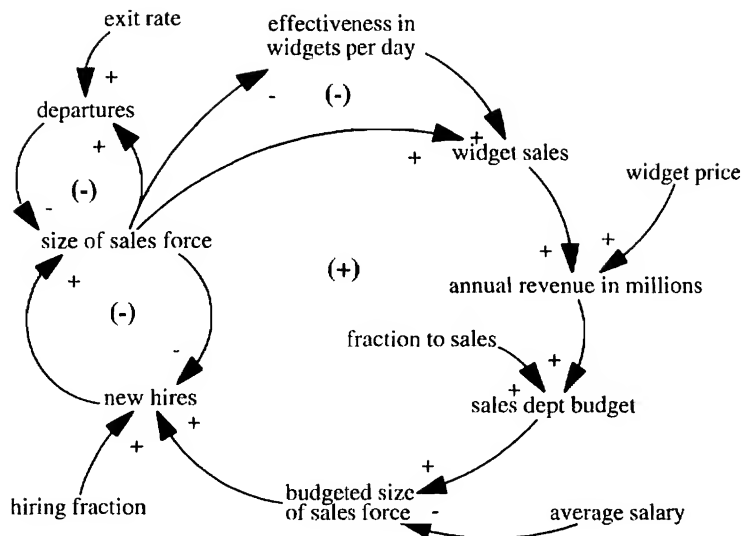 exit rate
effectiveness in
widgets per day
+
-
(-)
departures
+
+
+
widget sales
(-)
widget price
-
size of sales force
+
+
(+)
+
annual revenue in millions
(-)
fraction to sales
-
+
+
new hires
sales dept budget
+
+
+
hiring fraction
budgeted size
of sales force
-
average salary